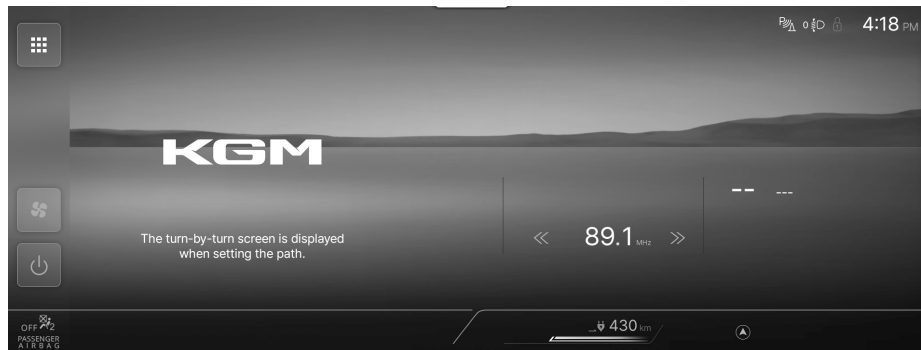 4:18 PM
KGM
-- ---
The turn-by-turn screen is displayed
when setting the path.
89.1 MHz
OFF 2
PASSENGER
AIRBAG
430 km